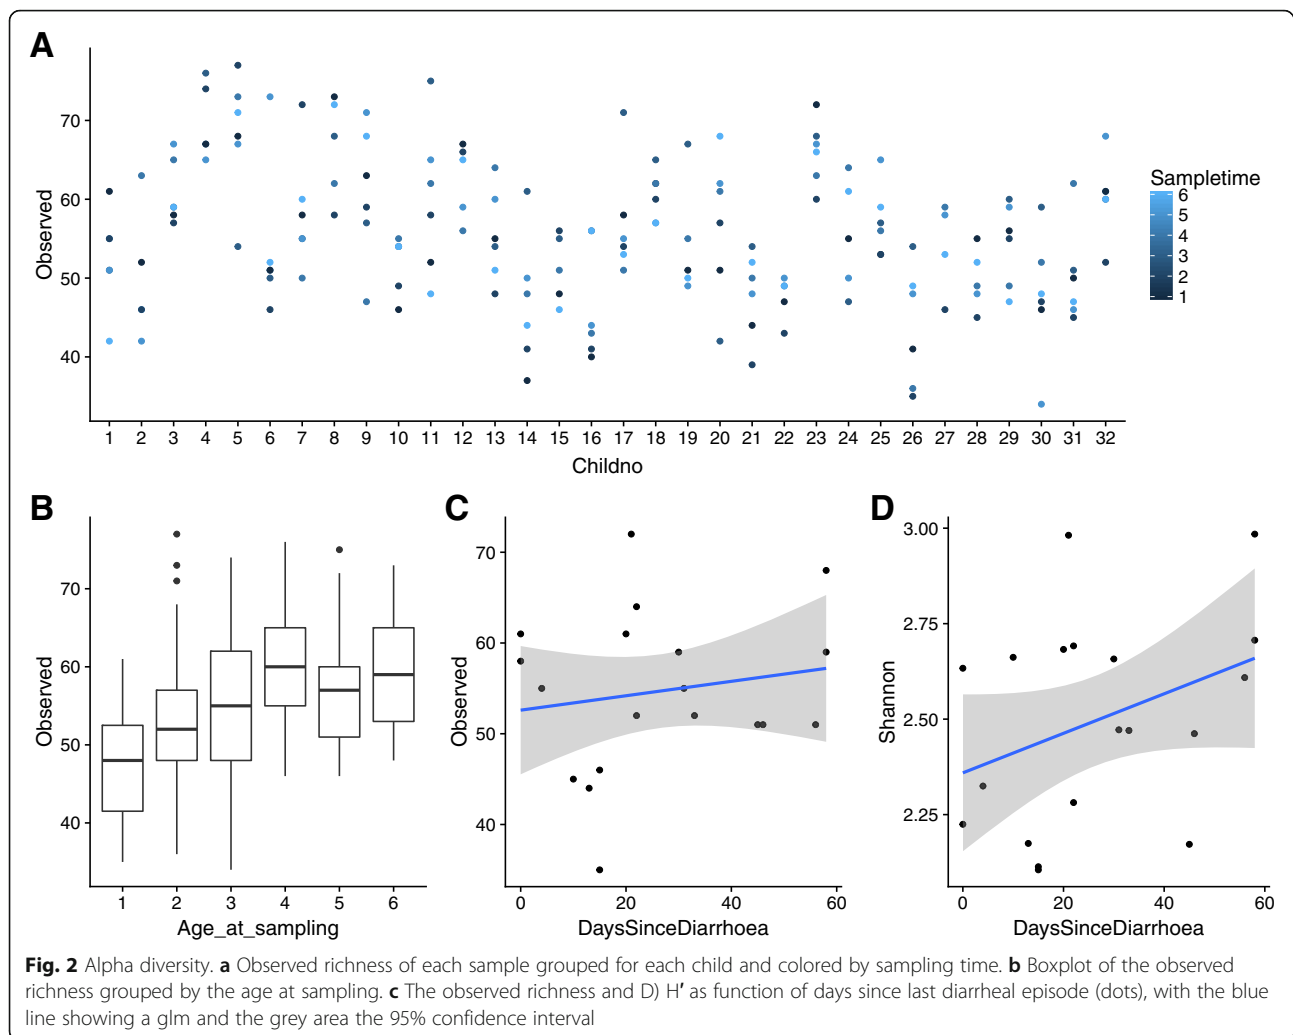 A
70
60
50
40
Observed
1 2 3 4 5 6 7 8 9 10 11 12 13 14 15 16 17 18 19 20 21 22 23 24 25 26 27 28 29 30 31 32
Childno
Sampletime
6
5
4
3
2
1
B
70
60
50
40
Observed
1 2 3 4 5 6
Age_at_sampling
C
70
60
50
40
Observed
0 20 40 60
DaysSinceDiarrhoea
D
3.00
2.75
2.50
2.25
Shannon
0 20 40 60
DaysSinceDiarrhoea
Fig. 2 Alpha diversity. a Observed richness of each sample grouped for each child and colored by sampling time. b Boxplot of the observed
richness grouped by the age at sampling. c The observed richness and D) H′ as function of days since last diarrheal episode (dots), with the blue
line showing a glm and the grey area the 95% confidence interval